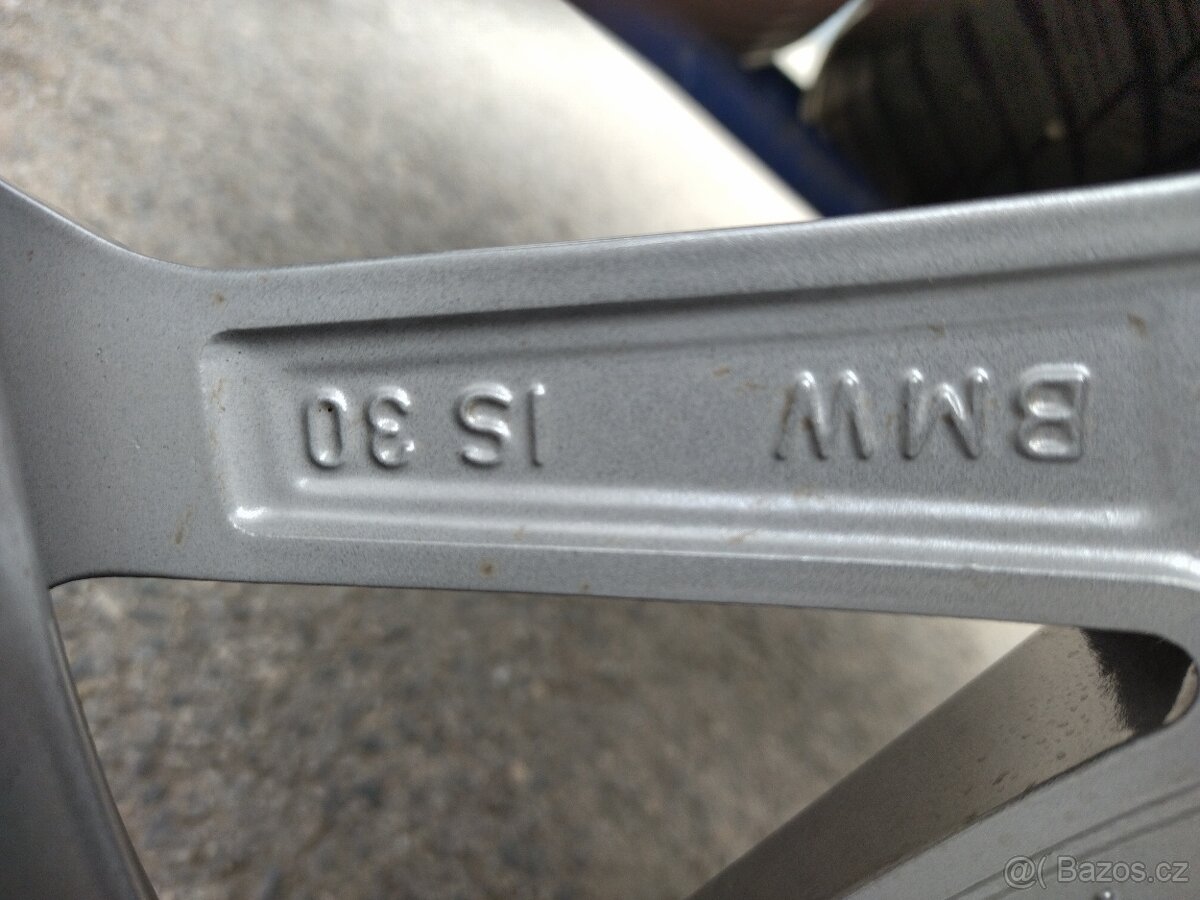 BMW IS 30
@( Bazos.cz